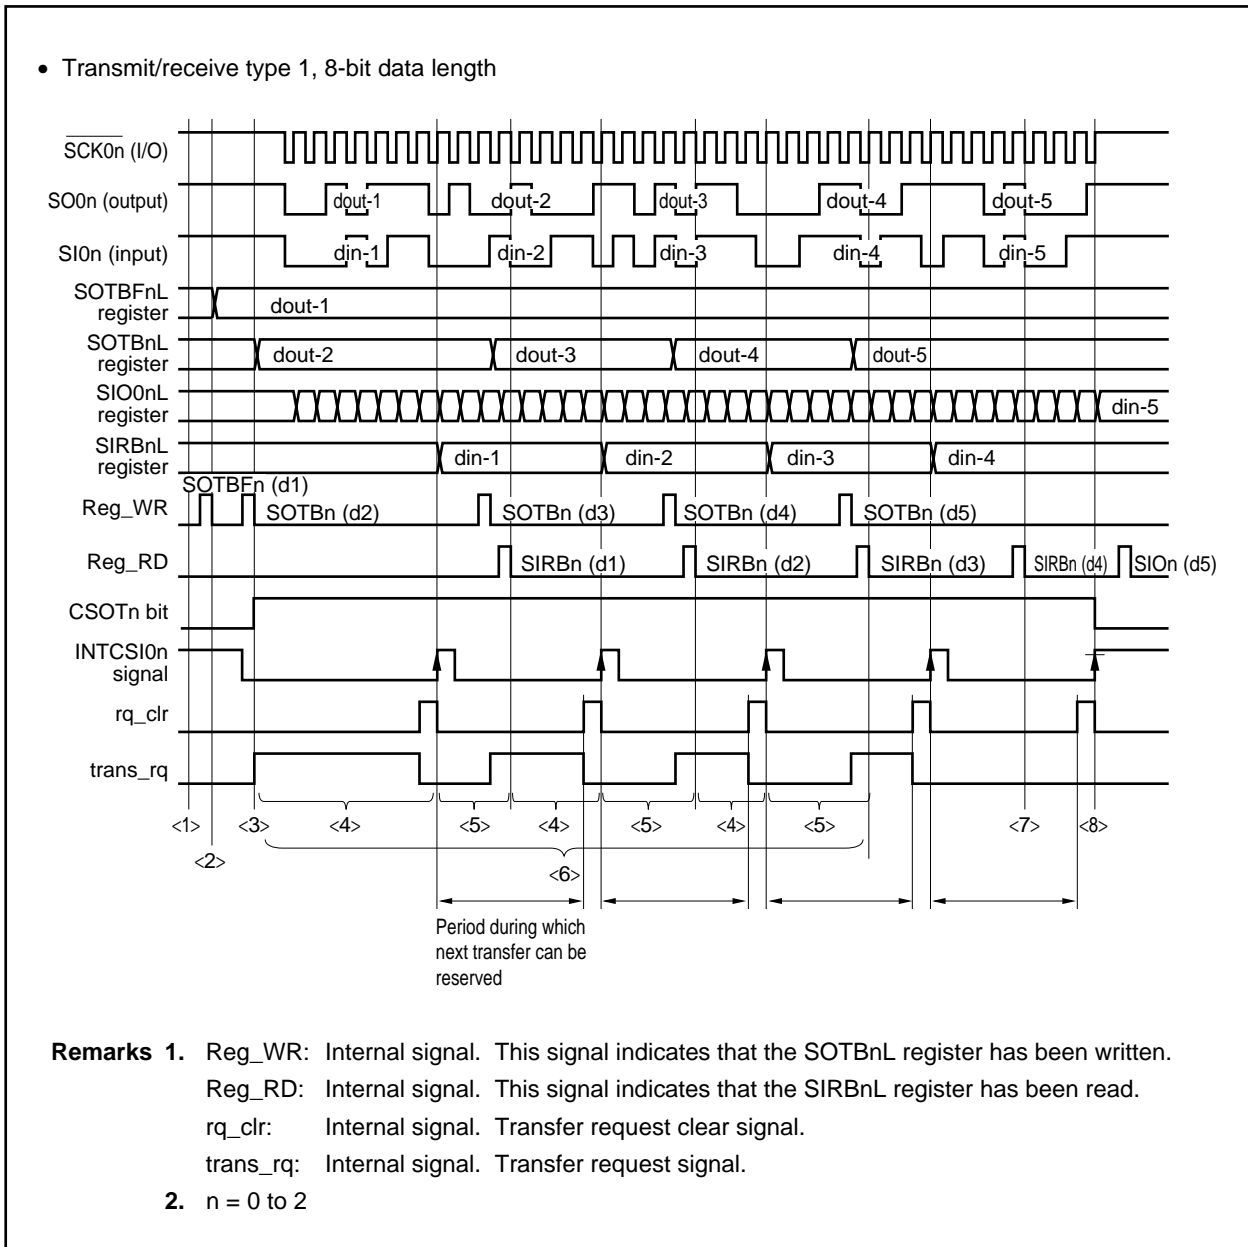 • Transmit/receive type 1, 8-bit data length
SCK0n (I/O)
SO0n (output) dout-1 dout-2 dout-3 dout-4 dout-5
SI0n (input) din-1 din-2 din-3 din-4 din-5
SOTBFnL
register
dout-1
SOTBnL
register
dout-2 dout-3 dout-4 dout-5
SIO0nL
register
din-5
SIRBnL
register
din-1 din-2 din-3 din-4
SOTBFn (d1)
Reg_WR SOTBn (d2) SOTBn (d3) SOTBn (d4) SOTBn (d5)
Reg_RD SIRBn (d1) SIRBn (d2) SIRBn (d3) SIRBn (d4) SIOn (d5)
CSOTn bit
INTCSI0n
signal
rq_clr
trans_rq
<1> <3> <4> <5> <4> <5> <4> <5> <7> <8>
<2>
<6>
Period during which
next transfer can be
reserved
Remarks 1. Reg_WR: Internal signal. This signal indicates that the SOTBnL register has been written.
Reg_RD: Internal signal. This signal indicates that the SIRBnL register has been read.
rq_clr: Internal signal. Transfer request clear signal.
trans_rq: Internal signal. Transfer request signal.
2. n = 0 to 2